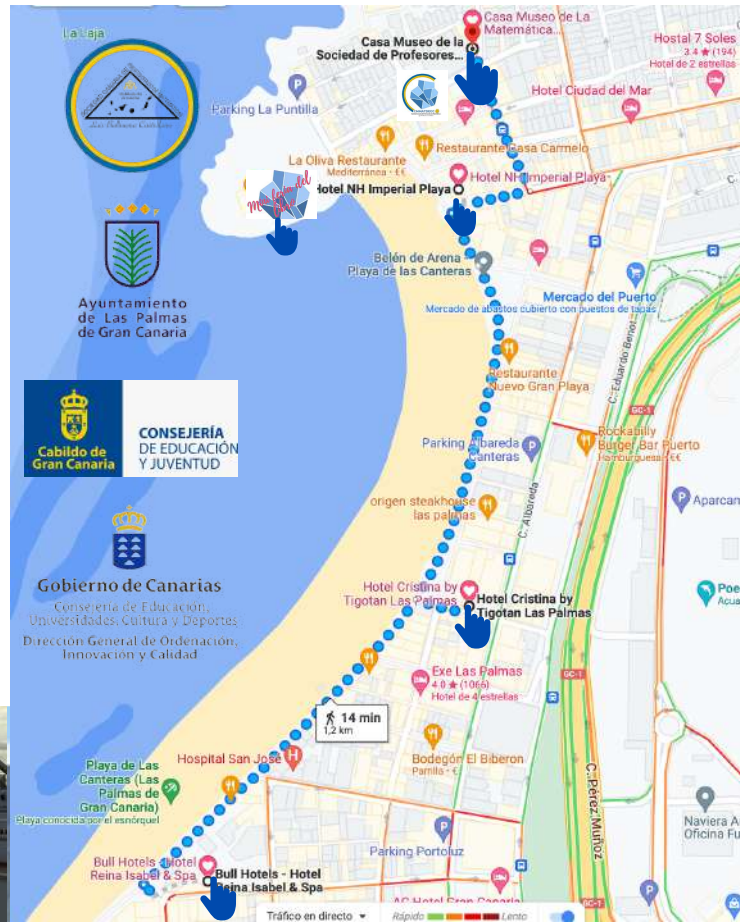 La Laja
Casa Museo de La
Matemática...
Casa Museo de la
Sociedad de Profesores...
Hostal 7 Soles
3.4 ★ (194)
Hotel de 2 estrellas
Parking La Puntilla
Hotel Ciudad del Mar
La Oliva Restaurante
Mediterránea • €€
Restaurante Casa Carmelo
Hotel NH Imperial Playa
Hotel NH Imperial Playa
Ayuntamiento
de Las Palmas
de Gran Canaria
Belén de Arena -
Playa de las Canteras
Mercado del Puerto
Mercado de abastos cubierto con puestos de tapas
C. Eduardo Benot
Restaurante
Nuevo Gran Playa
GC-1
Cabildo de
Gran Canaria
CONSEJERÍA
DE EDUCACIÓN
Y JUVENTUD
Parking Albareda
Canteras
Rockabilly
Burger Bar Puerto
Hamburguesa • €€
origen steakhouse
las palmas
C. Albareda
Aparcan
Gobierno de Canarias
Consejería de Educación,
Universidades, Cultura y Deportes
Dirección General de Ordenación,
Innovación y Calidad
Hotel Cristina by
Tigotan Las Palmas
Hotel Cristina by
Tigotan Las Palmas
Poe
Acua
Exe Las Palmas
4.0 ★ (1066)
Hotel de 4 estrellas
GC-1
14 min
1,2 km
Hospital San José
Bodegón El Biberon
Parrilla • €
Playa de Las
Canteras (Las
Palmas de
Gran Canaria)
Playa conocida por el esnórquel
C. Pérez Muñoz
Naviera A
Oficina Fu
Parking Portoluz
Bull Hotels - Hotel
Reina Isabel & Spa
Bull Hotels - Hotel
Reina Isabel & Spa
AC Hotel Gran Canaria
Tráfico en directo
Rápido
Lento